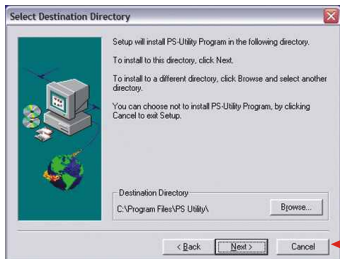 Select Destination Directory
Setup will install PS-Utility Program in the following directory.
To install to this directory, click Next.
To install to a different directory, click Browse and select another
directory.
You can choose not to install PS-Utility Program, by clicking
Cancel to exit Setup.
Destination Directory
C:\Program Files\PS Utility\
Browse...
< Back
Next >
Cancel